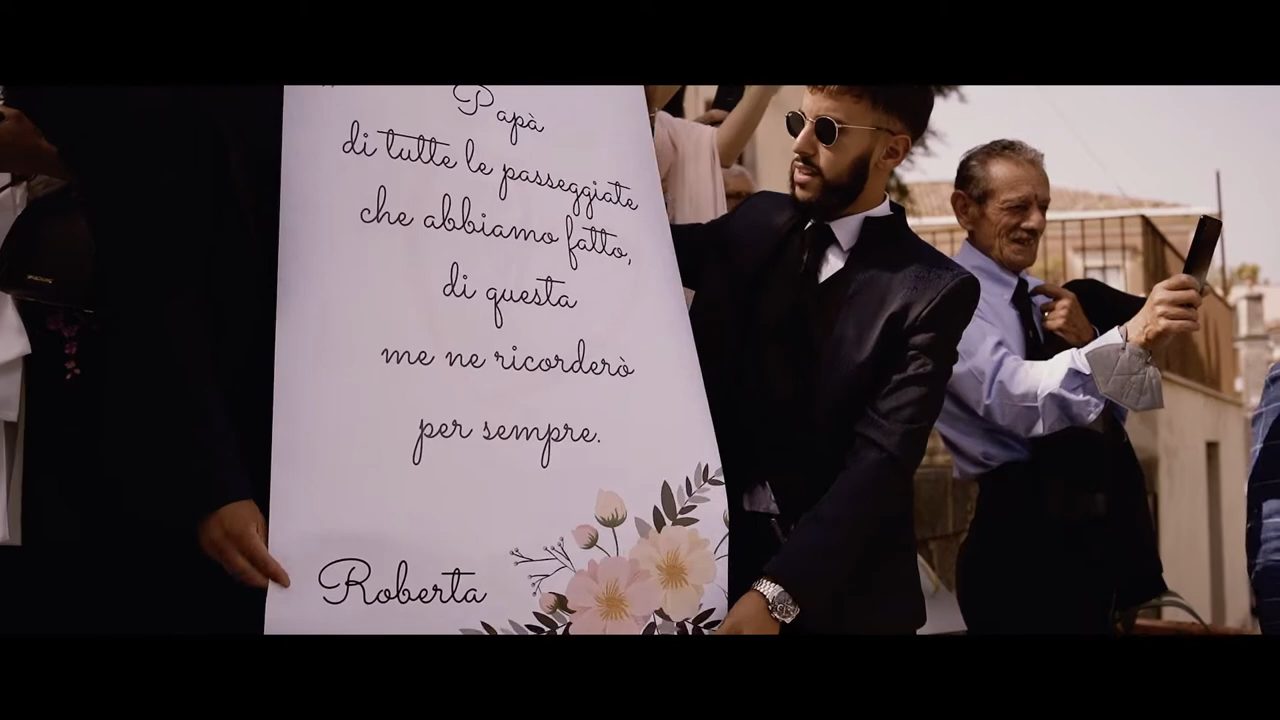 Papà
di tutte le passeggiate
che abbiamo fatto,
di questa
me ne ricorderò
per sempre.
Roberta